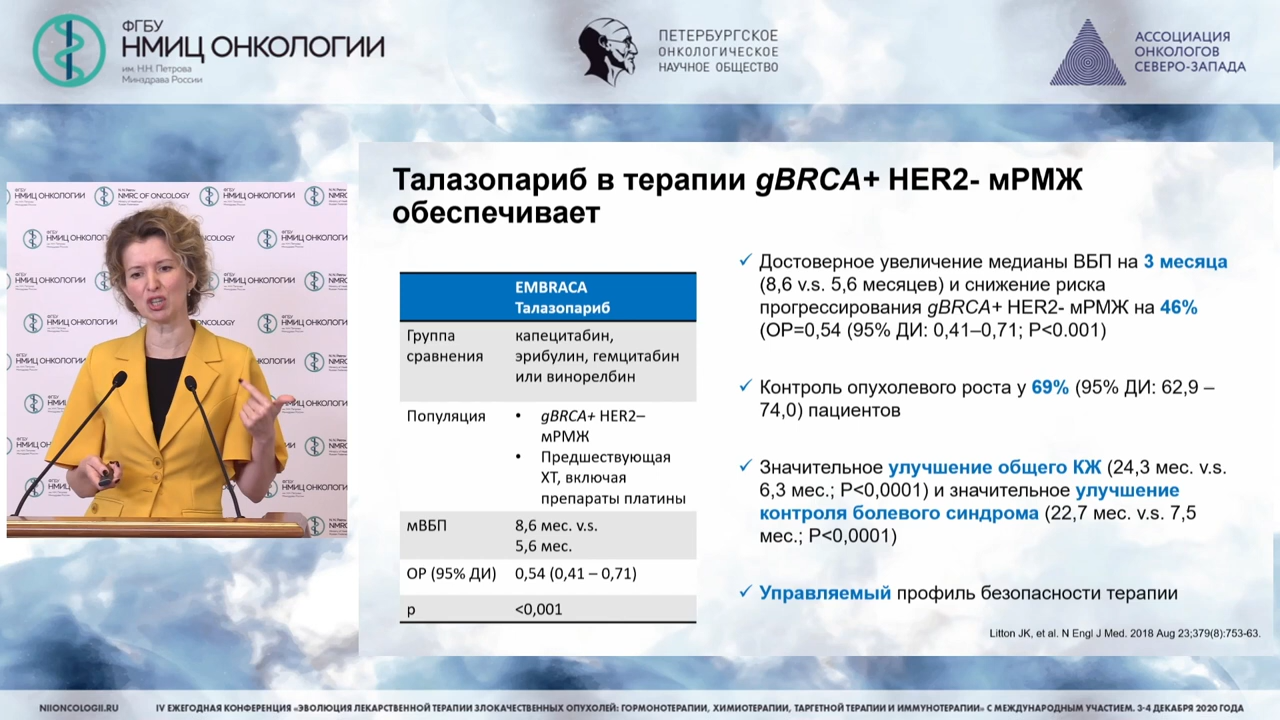 ФГБУ
НМИЦ ОНКОЛОГИИ
им. Н.Н. Петрова
Минздрава России
ПЕТЕРБУРГСКОЕ
ОНКОЛОГИЧЕСКОЕ
НАУЧНОЕ ОБЩЕСТВО
АССОЦИАЦИЯ
ОНКОЛОГОВ
СЕВЕРО-ЗАПАДА
Талазопариб в терапии gBRCA+ HER2- мРМЖ
обеспечивает
EMBRACA
Талазопариб
Группа
сравнения
капецитабин,
эрибулин, гемцитабин
или винорелбин
Популяция
• gBRCA+ HER2–
мРМЖ
• Предшествующая
ХТ, включая
препараты платины
мВБП
8,6 мес. v.s.
5,6 мес.
ОР (95% ДИ) 0,54 (0,41 – 0,71)
p <0,001
✓ Достоверное увеличение медианы ВБП на 3 месяца
(8,6 v.s. 5,6 месяцев) и снижение риска
прогрессирования gBRCA+ HER2- мРМЖ на 46%
(ОР=0,54 (95% ДИ: 0,41–0,71; P<0.001)
✓ Контроль опухолевого роста у 69% (95% ДИ: 62,9 –
74,0) пациентов
✓ Значительное улучшение общего КЖ (24,3 мес. v.s.
6,3 мес.; P<0,0001) и значительное улучшение
контроля болевого синдрома (22,7 мес. v.s. 7,5
мес.; P<0,0001)
✓ Управляемый профиль безопасности терапии
Litton JK, et al. N Engl J Med. 2018 Aug 23;379(8):753-63.
NIIONCOLOGII.RU
IV ЕЖЕГОДНАЯ КОНФЕРЕНЦИЯ «ЭВОЛЮЦИЯ ЛЕКАРСТВЕННОЙ ТЕРАПИИ ЗЛОКАЧЕСТВЕННЫХ ОПУХОЛЕЙ: ГОРМОНОТЕРАПИИ, ХИМИОТЕРАПИИ, ТАРГЕТНОЙ ТЕРАПИИ И ИММУНОТЕРАПИИ» С МЕЖДУНАРОДНЫМ УЧАСТИЕМ. 3-4 ДЕКАБРЯ 2020 ГОДА